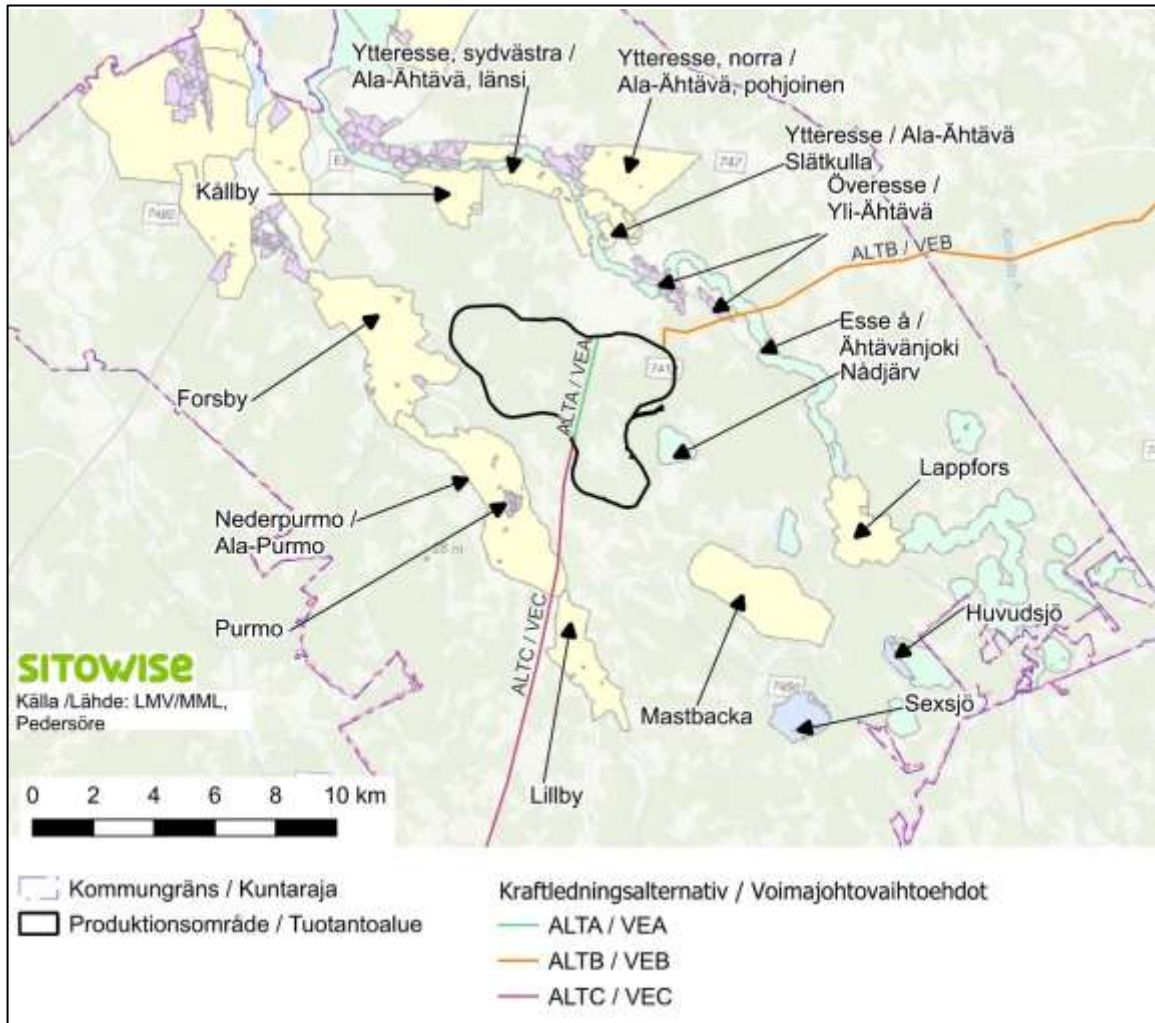 Ytteresse, sydvästra /
Ala-Ähtävä, länsi
Ytteresse, norra /
Ala-Ähtävä, pohjoinen
747
Ytteresse / Ala-Ähtävä
Slätkulla
Överesse /
Yli-Ähtävä
Kållby
ALTB / VEB
Esse å /
Ähtävänjoki
Nådjärv
ALTA / VEA
Forsby
Lappfors
Nederpurmo /
Ala-Purmo
Purmo
ALTC / VEC
Huvudsjö
Mastbacka
Sexsjö
Lillby
SITOWISE
Källa /Lähde: LMV/MML,
Pedersöre
0 2 4 6 8 10 km
Kommungräns / Kuntaraja
Produktionsområde / Tuotantoalue
Kraftledningsalternativ / Voimajohtovaihtoehdot
ALTA / VEA
ALTB / VEB
ALTC / VEC